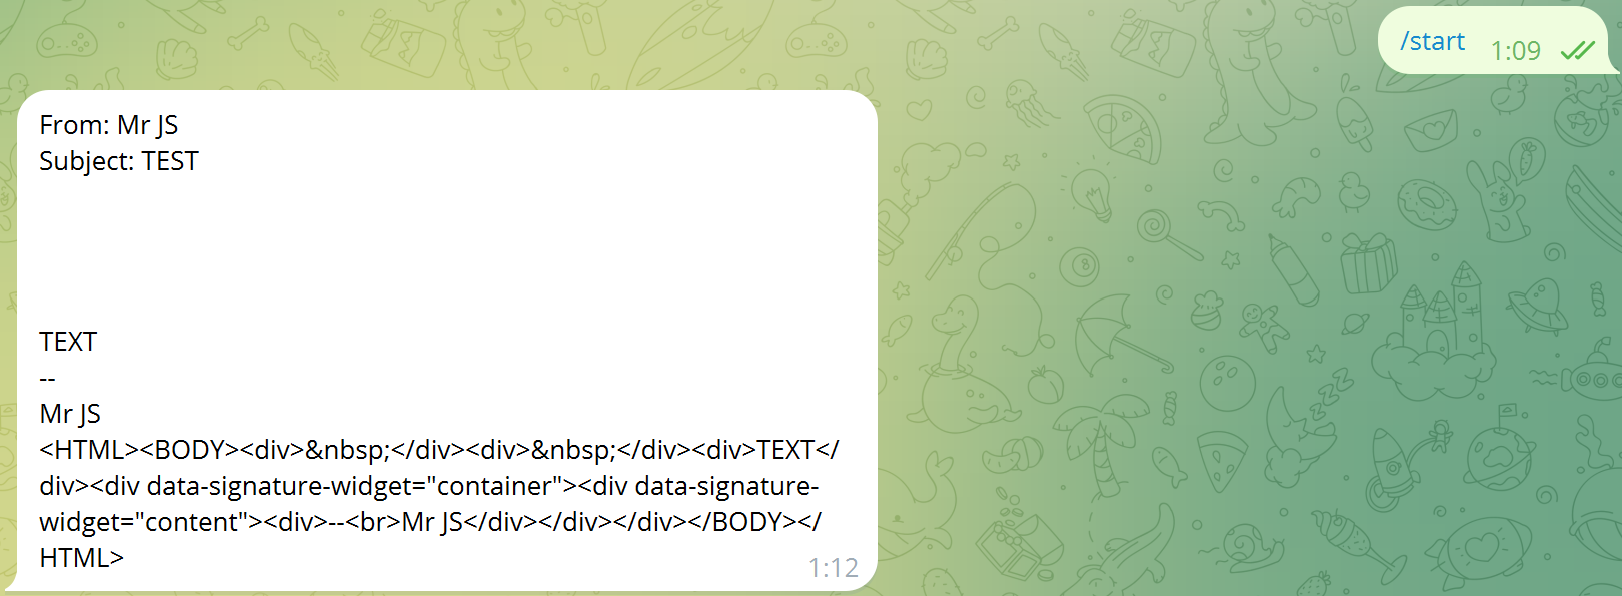 /start 1:09
From: Mr JS
Subject: TEST
TEXT
--
Mr JS
<HTML><BODY><div>&nbsp;</div><div>&nbsp;</div><div>TEXT</
div><div data-signature-widget="container"><div data-signature-
widget="content"><div>--<br>Mr JS</div></div></div></BODY></
HTML>
1:12